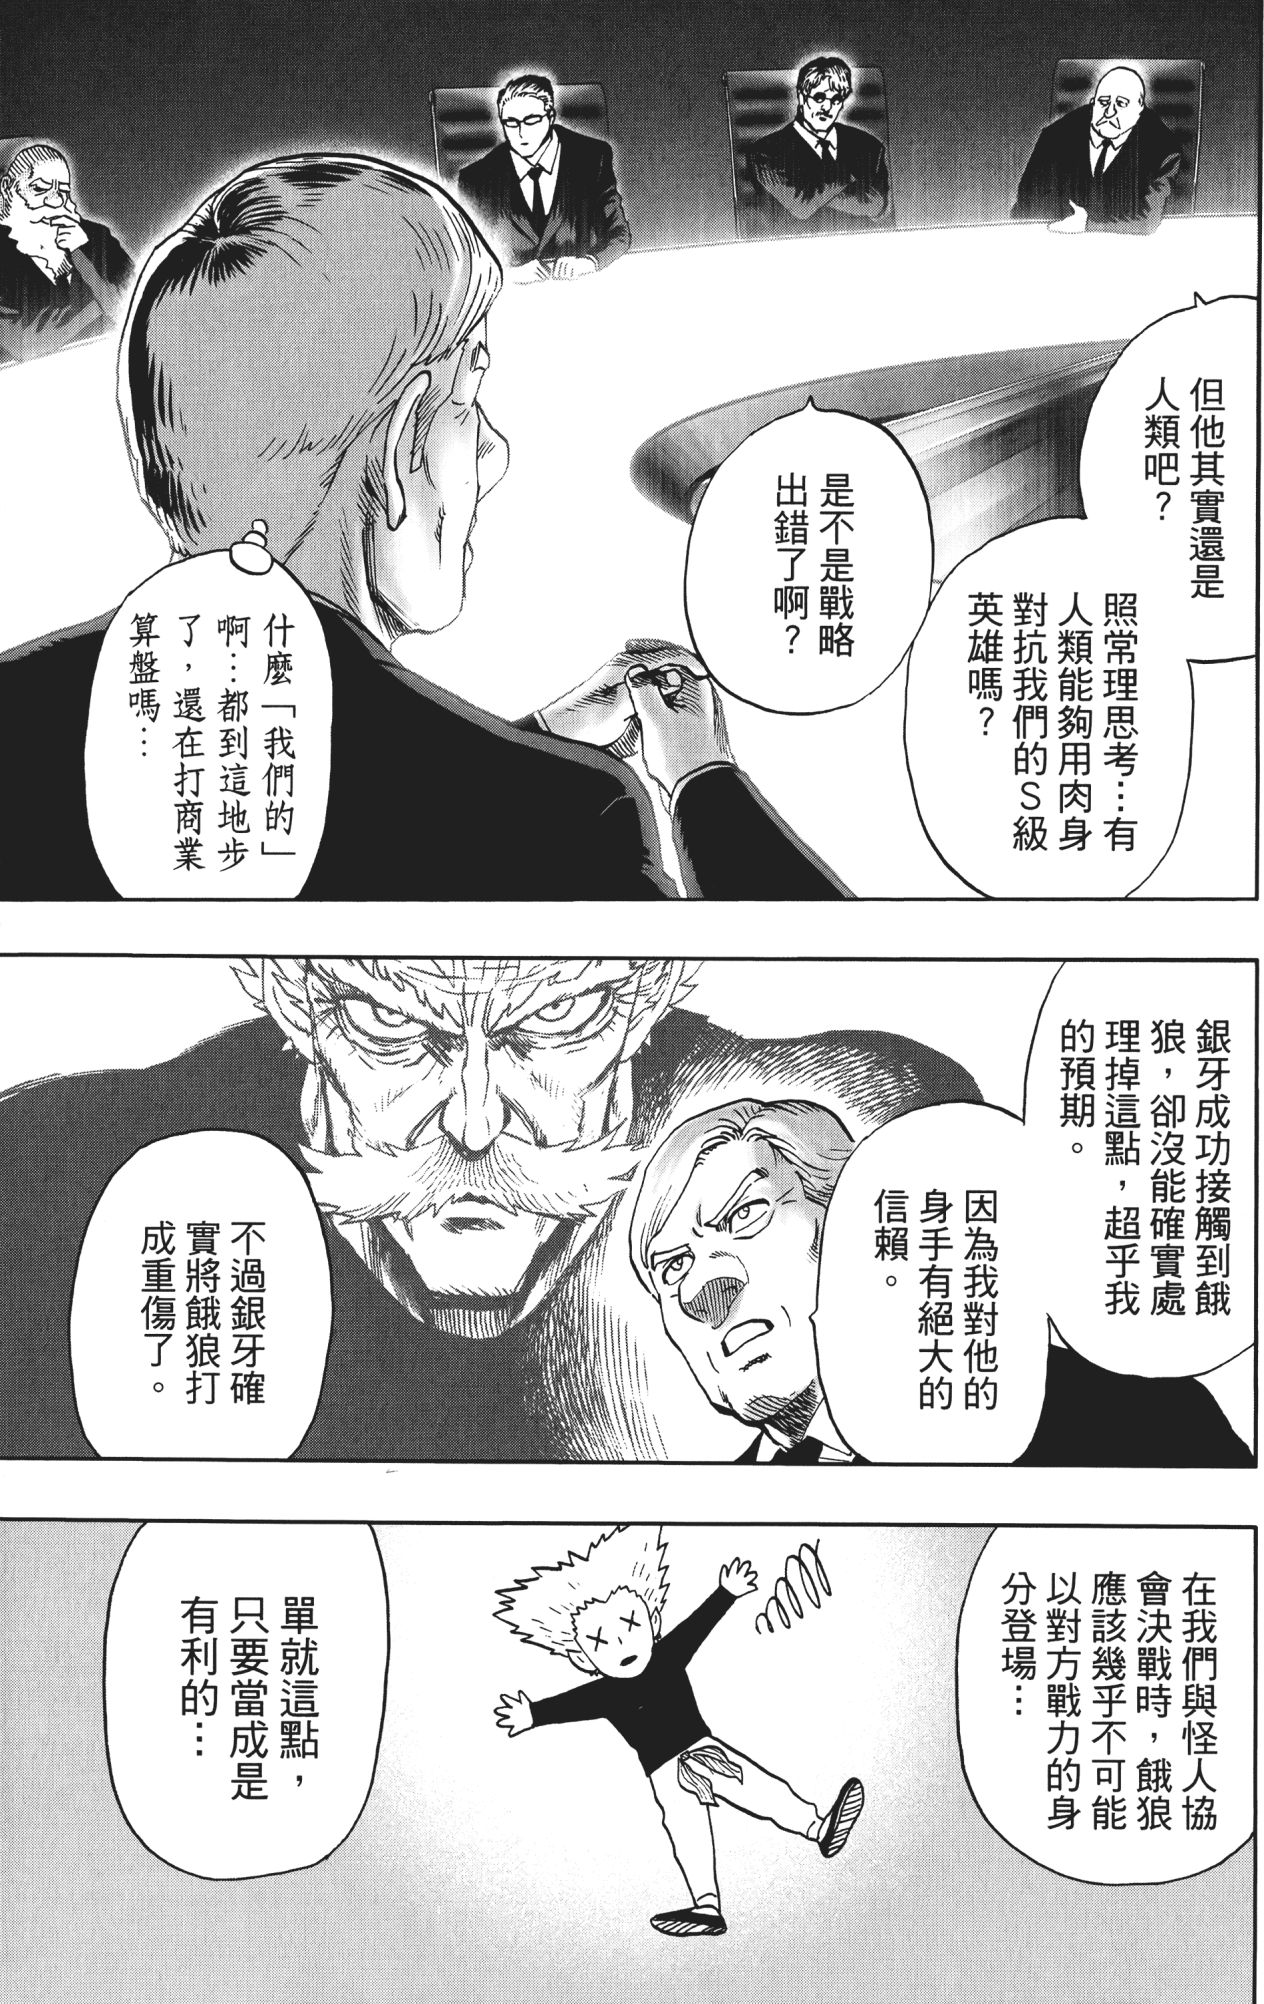 但他其實還是
人類吧？
照常理思考…有
人類能夠用肉身
對抗我們的S級
英雄嗎？
是不是戰略
出錯了啊？
什麼「我們的」
啊…都到這地步
了，還在打商業
算盤嗎…
銀牙成功接觸到餓
狼，卻沒能確實處
理掉這點，超乎我
的預期。
因為我對他的
身手有絕大的
信賴。
不過銀牙確
實將餓狼打
成重傷了。
在我們與怪人協
會決戰時，餓狼
應該幾乎不可能
以對方戰力的身
分登場…
單就這點，
只要當成是
有利的…